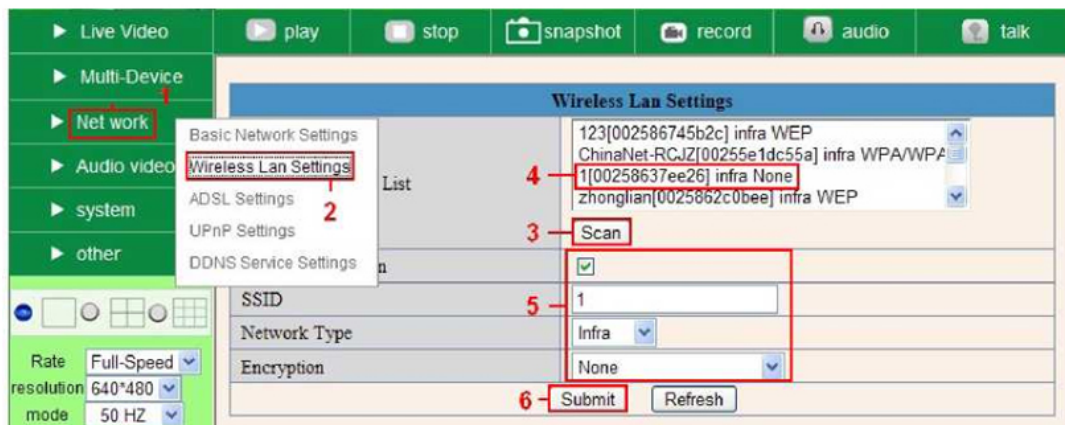 Live Video
play
stop
snapshot
record
audio
talk
Multi-Device
1
Net work
Audio video
system
other
Basic Network Settings
Wireless Lan Settings
2
ADSL Settings
UPnP Settings
DDNS Service Settings
Wireless Lan Settings
List
123[002586745b2c] infra WEP
ChinaNet-RCJZ[00255e1dc55a] infra WPA/WPA
4
1[00258637ee26] infra None
zhonglian[0025862c0bee] infra WEP
3
Scan
n
5
SSID
1
Network Type
Infra
Encryption
None
6
Submit
Refresh
Rate
Full-Speed
resolution
640*480
mode
50 HZ